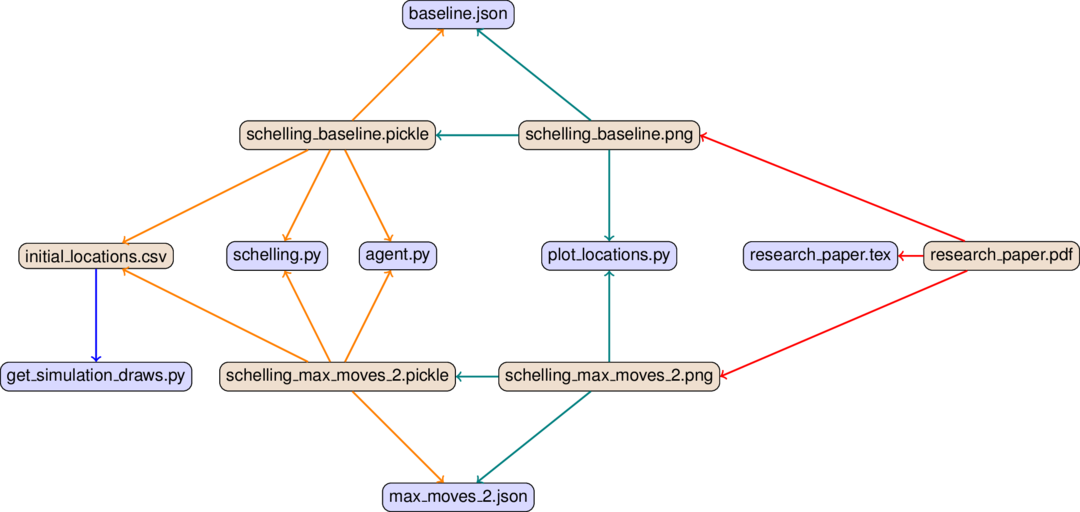 baseline.json
schelling_baseline.pickle
schelling_baseline.png
initial_locations.csv
schelling.py
agent.py
plot_locations.py
research_paper.tex
research_paper.pdf
get_simulation_draws.py
schelling_max_moves_2.pickle
schelling_max_moves_2.png
max_moves_2.json